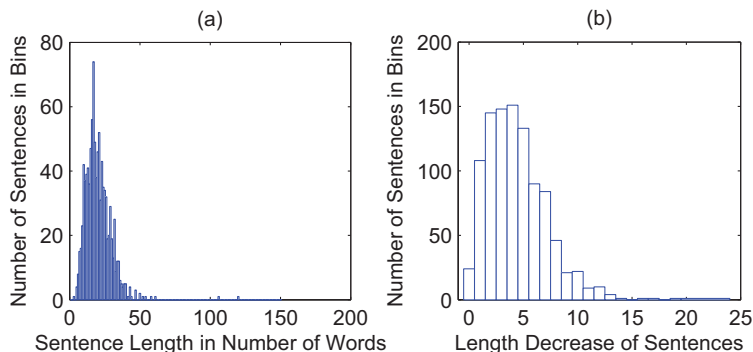 (a)
Number of Sentences in Bins
80
60
40
20
0
0 50 100 150 200
Sentence Length in Number of Words
(b)
Number of Sentences in Bins
200
150
100
50
0
0 5 10 15 20 25
Length Decrease of Sentences